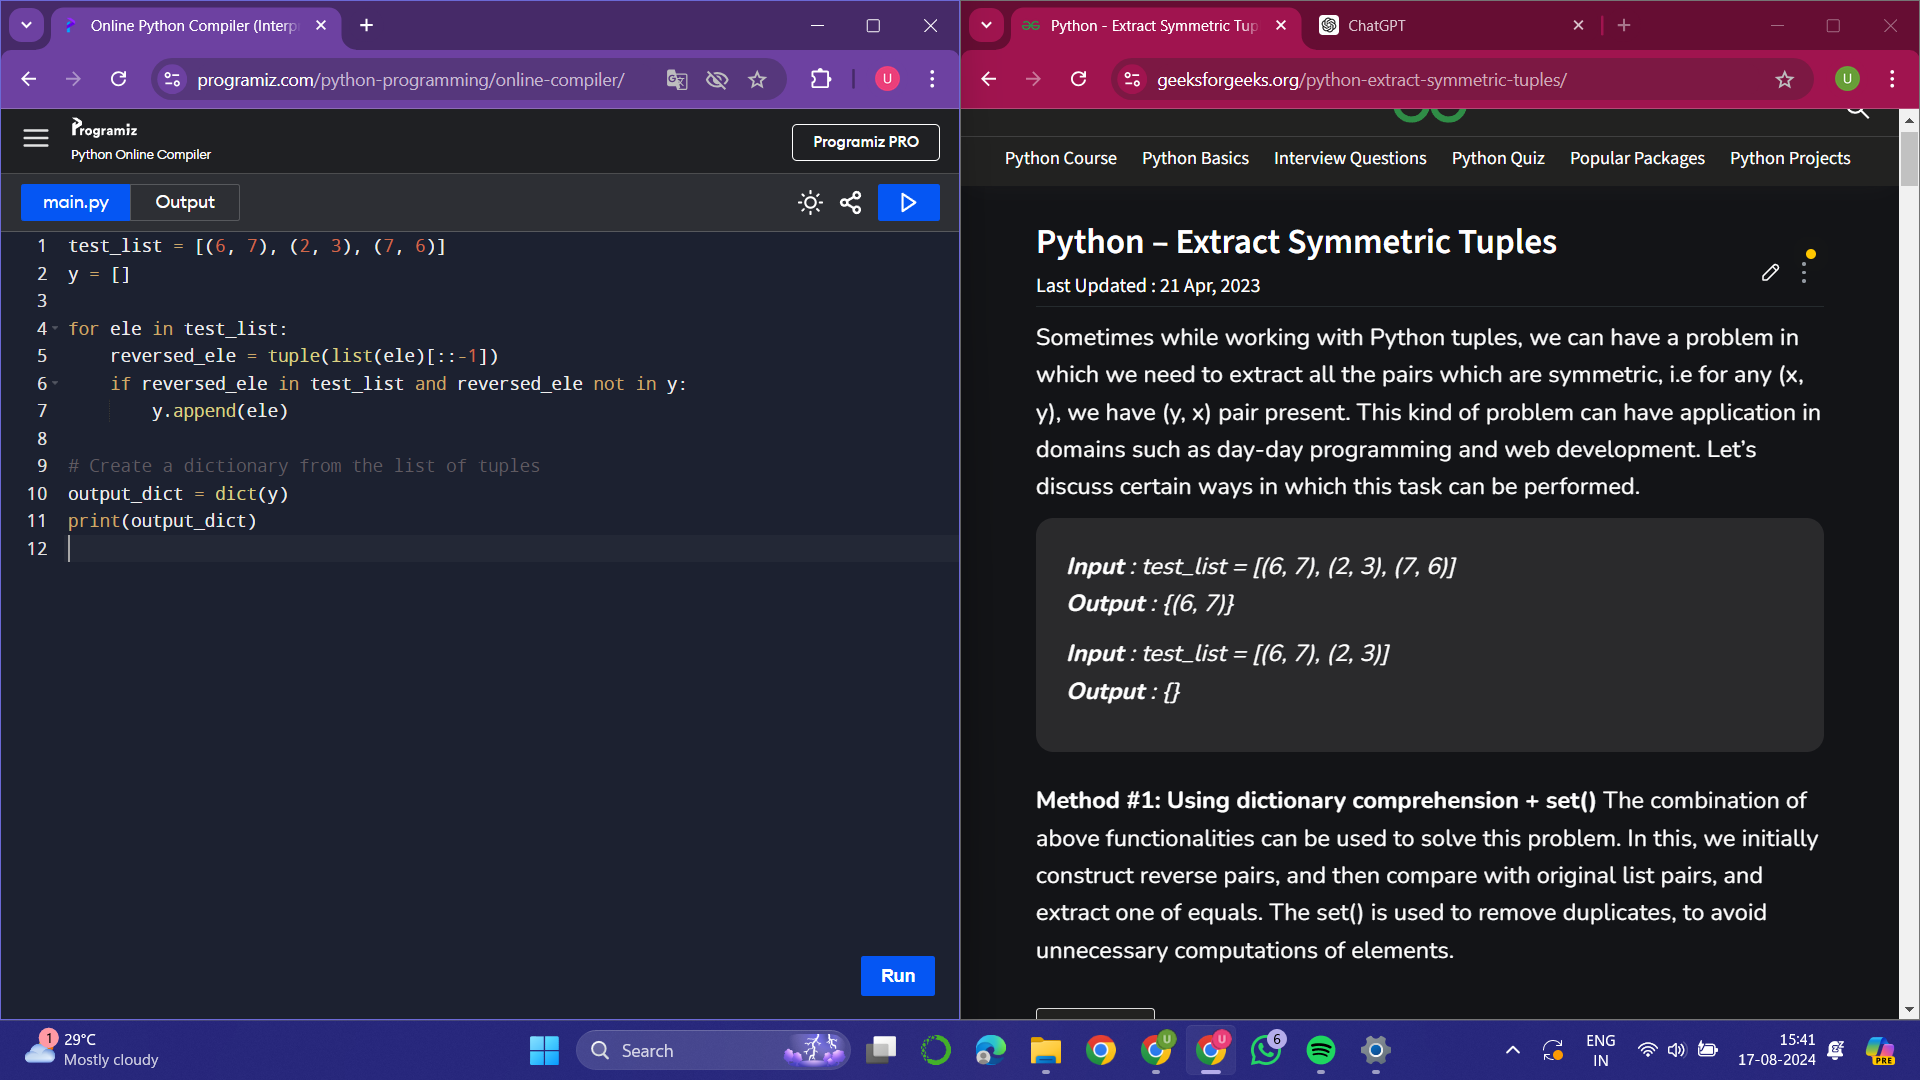 Online Python Compiler (Interp
programiz.com/python-programming/online-compiler/
U
Programiz
Python Online Compiler
Programiz PRO
main.py
Output
1 test_list = [(6, 7), (2, 3), (7, 6)]
2 y = []
3
4 for ele in test_list:
5 reversed_ele = tuple(list(ele)[::-1])
6 if reversed_ele in test_list and reversed_ele not in y:
7 y.append(ele)
8
9 # Create a dictionary from the list of tuples
10 output_dict = dict(y)
11 print(output_dict)
12
Run
Python - Extract Symmetric Tup
ChatGPT
geeksforgeeks.org/python-extract-symmetric-tuples/
U
Python Course Python Basics Interview Questions Python Quiz Popular Packages Python Projects
Python – Extract Symmetric Tuples
Last Updated : 21 Apr, 2023
Sometimes while working with Python tuples, we can have a problem in
which we need to extract all the pairs which are symmetric, i.e for any (x,
y), we have (y, x) pair present. This kind of problem can have application in
domains such as day-day programming and web development. Let’s
discuss certain ways in which this task can be performed.
Input : test_list = [(6, 7), (2, 3), (7, 6)]
Output : {(6, 7)}
Input : test_list = [(6, 7), (2, 3)]
Output : {}
Method #1: Using dictionary comprehension + set() The combination of
above functionalities can be used to solve this problem. In this, we initially
construct reverse pairs, and then compare with original list pairs, and
extract one of equals. The set() is used to remove duplicates, to avoid
unnecessary computations of elements.
1
29°C
Mostly cloudy
Search
U
U
6
ENG
IN
15:41
17-08-2024
PRE